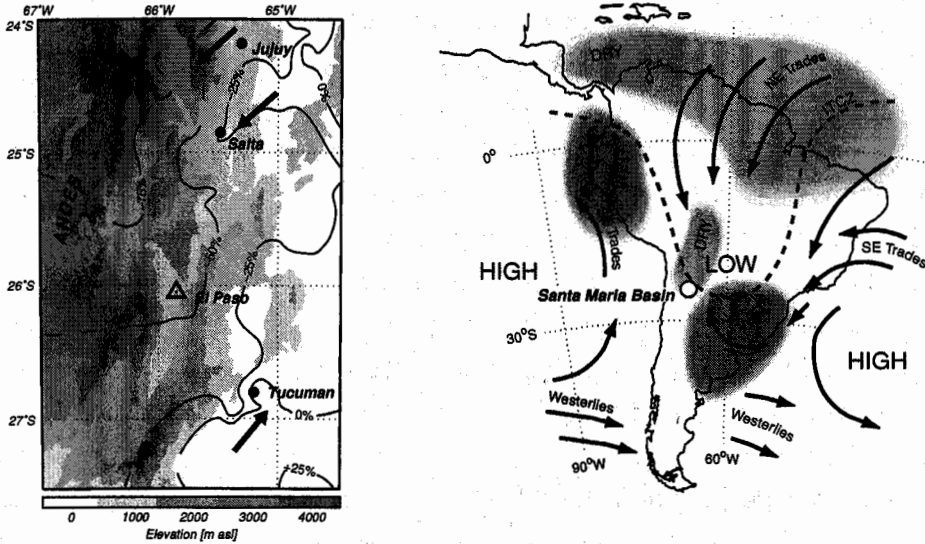 67°W 66°W 65°W
24°S
Jujuy
-25%
0%
Salta
25°S
ANDES
-50%
-25%
26°S
El Paso
Tucuman
0%
27°S
+25%
0 1000 2000 3000 4000
Elevation [m asl]
DRY
NE Trades
ITCZ
0°
Trades
DRY
SE Trades
HIGH
LOW
Santa Maria Basin
30°S
HIGH
Westerlies
Westerlies
90°W
60°W